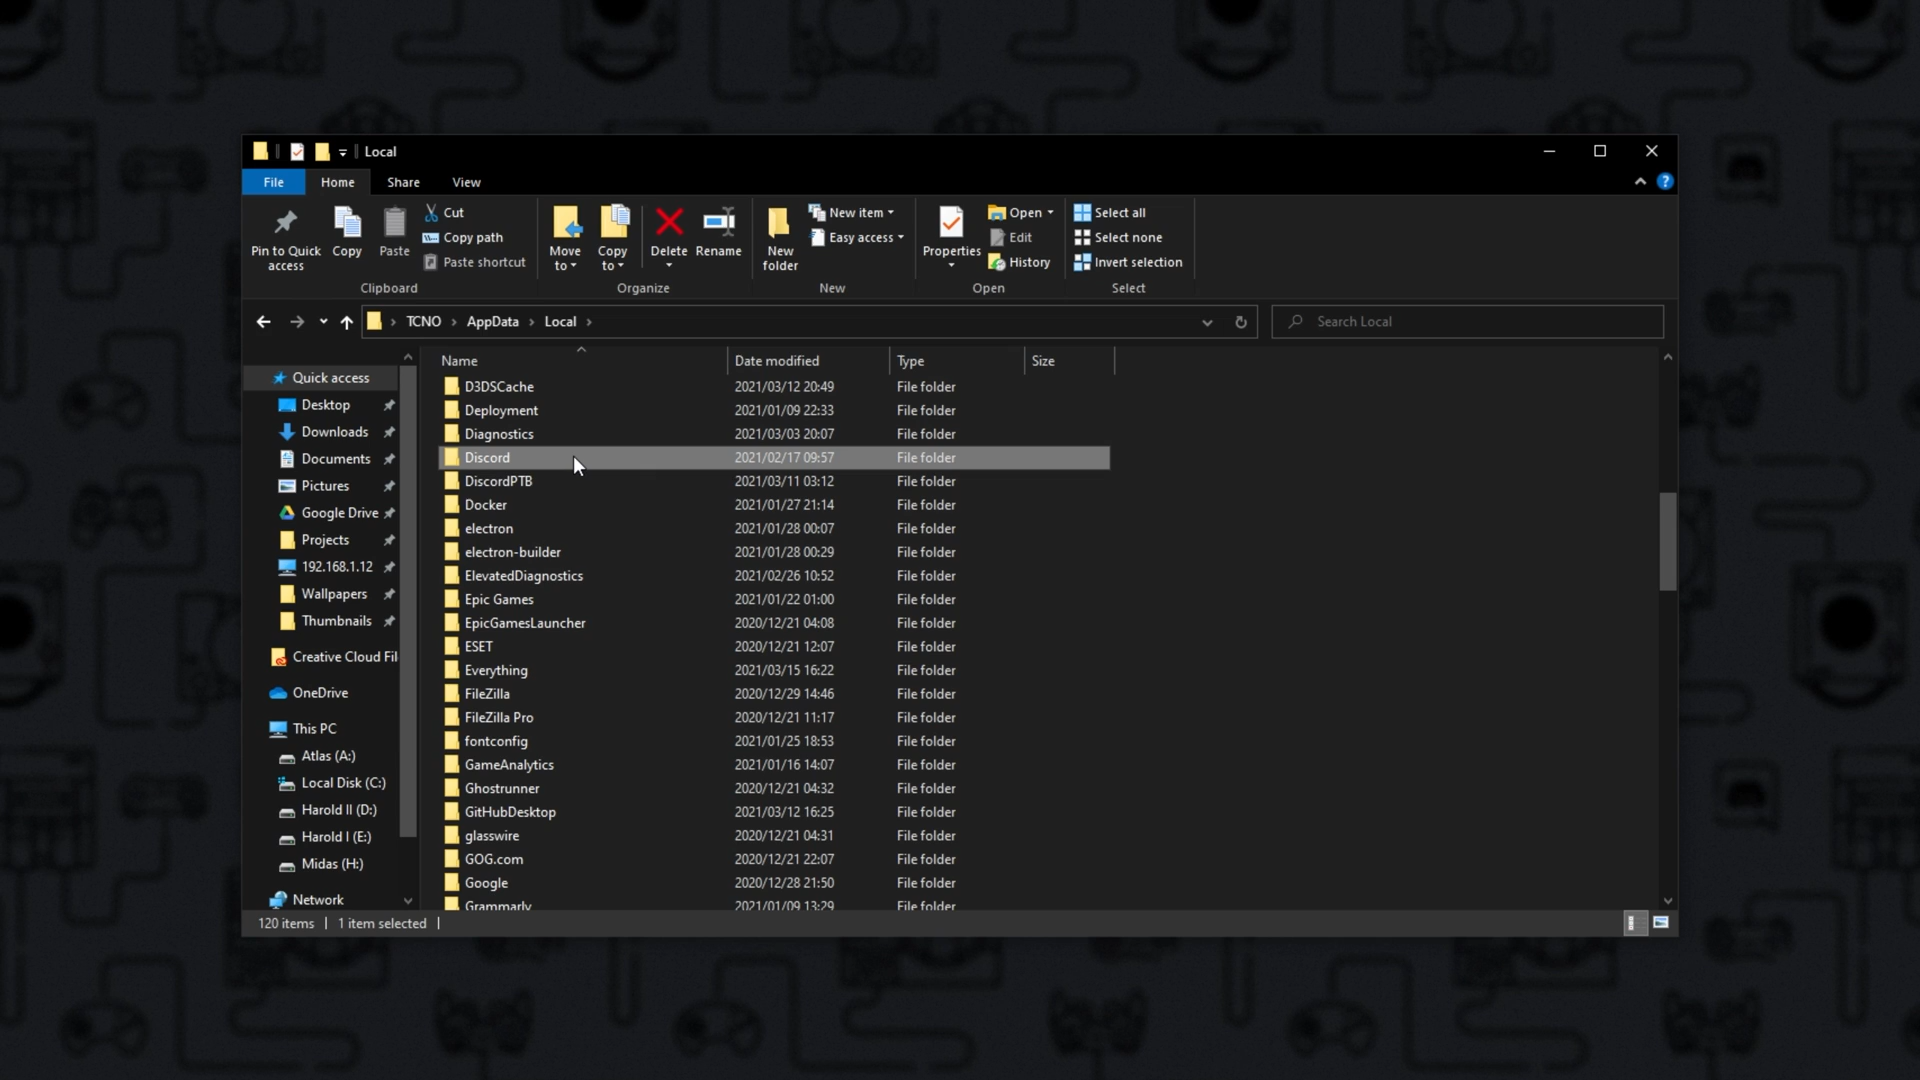 Local
File Home Share View
Pin to Quick access
Copy
Paste
Cut
Copy path
Paste shortcut
Clipboard
Move to
Copy to
Delete
Rename
Organize
New folder
New item
Easy access
New
Properties
Open
Edit
History
Open
Select all
Select none
Invert selection
Select
TCNO AppData Local
Search Local
Quick access
Desktop
Downloads
Documents
Pictures
Google Drive
Projects
192.168.1.12
Wallpapers
Thumbnails
Creative Cloud Fil
OneDrive
This PC
Atlas (A:)
Local Disk (C:)
Harold II (D:)
Harold I (E:)
Midas (H:)
Network
Name Date modified Type Size
D3DSCache 2021/03/12 20:49 File folder
Deployment 2021/01/09 22:33 File folder
Diagnostics 2021/03/03 20:07 File folder
Discord 2021/02/17 09:57 File folder
DiscordPTB 2021/03/11 03:12 File folder
Docker 2021/01/27 21:14 File folder
electron 2021/01/28 00:07 File folder
electron-builder 2021/01/28 00:29 File folder
ElevatedDiagnostics 2021/02/26 10:52 File folder
Epic Games 2021/01/22 01:00 File folder
EpicGamesLauncher 2020/12/21 04:08 File folder
ESET 2020/12/21 12:07 File folder
Everything 2021/03/15 16:22 File folder
FileZilla 2020/12/29 14:46 File folder
FileZilla Pro 2020/12/21 11:17 File folder
fontconfig 2021/01/25 18:53 File folder
GameAnalytics 2021/01/16 14:07 File folder
Ghostrunner 2020/12/21 04:32 File folder
GitHubDesktop 2021/03/12 16:25 File folder
glasswire 2020/12/21 04:31 File folder
GOG.com 2020/12/21 22:07 File folder
Google 2020/12/28 21:50 File folder
Grammarly 2021/01/09 13:29 File folder
120 items 1 item selected